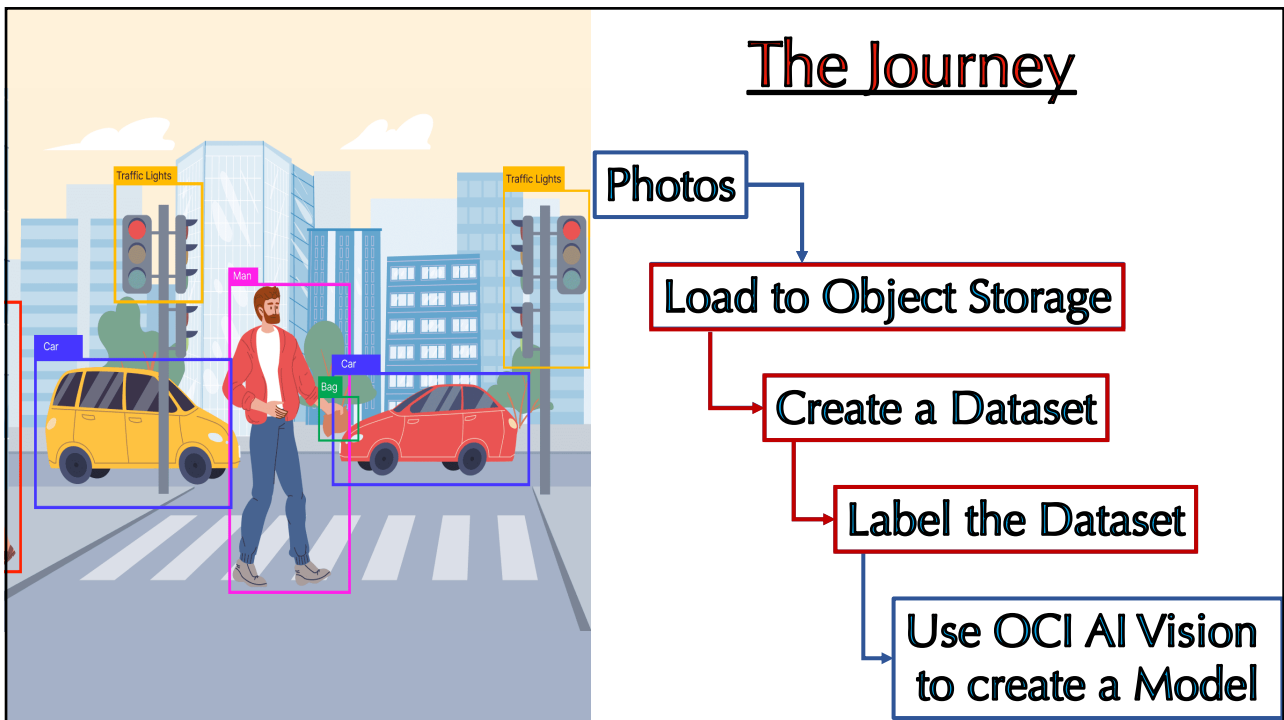 The Journey
Traffic Lights
Traffic Lights
Man
Car
Car
Bag
Photos
Load to Object Storage
Create a Dataset
Label the Dataset
Use OCI AI Vision
to create a Model